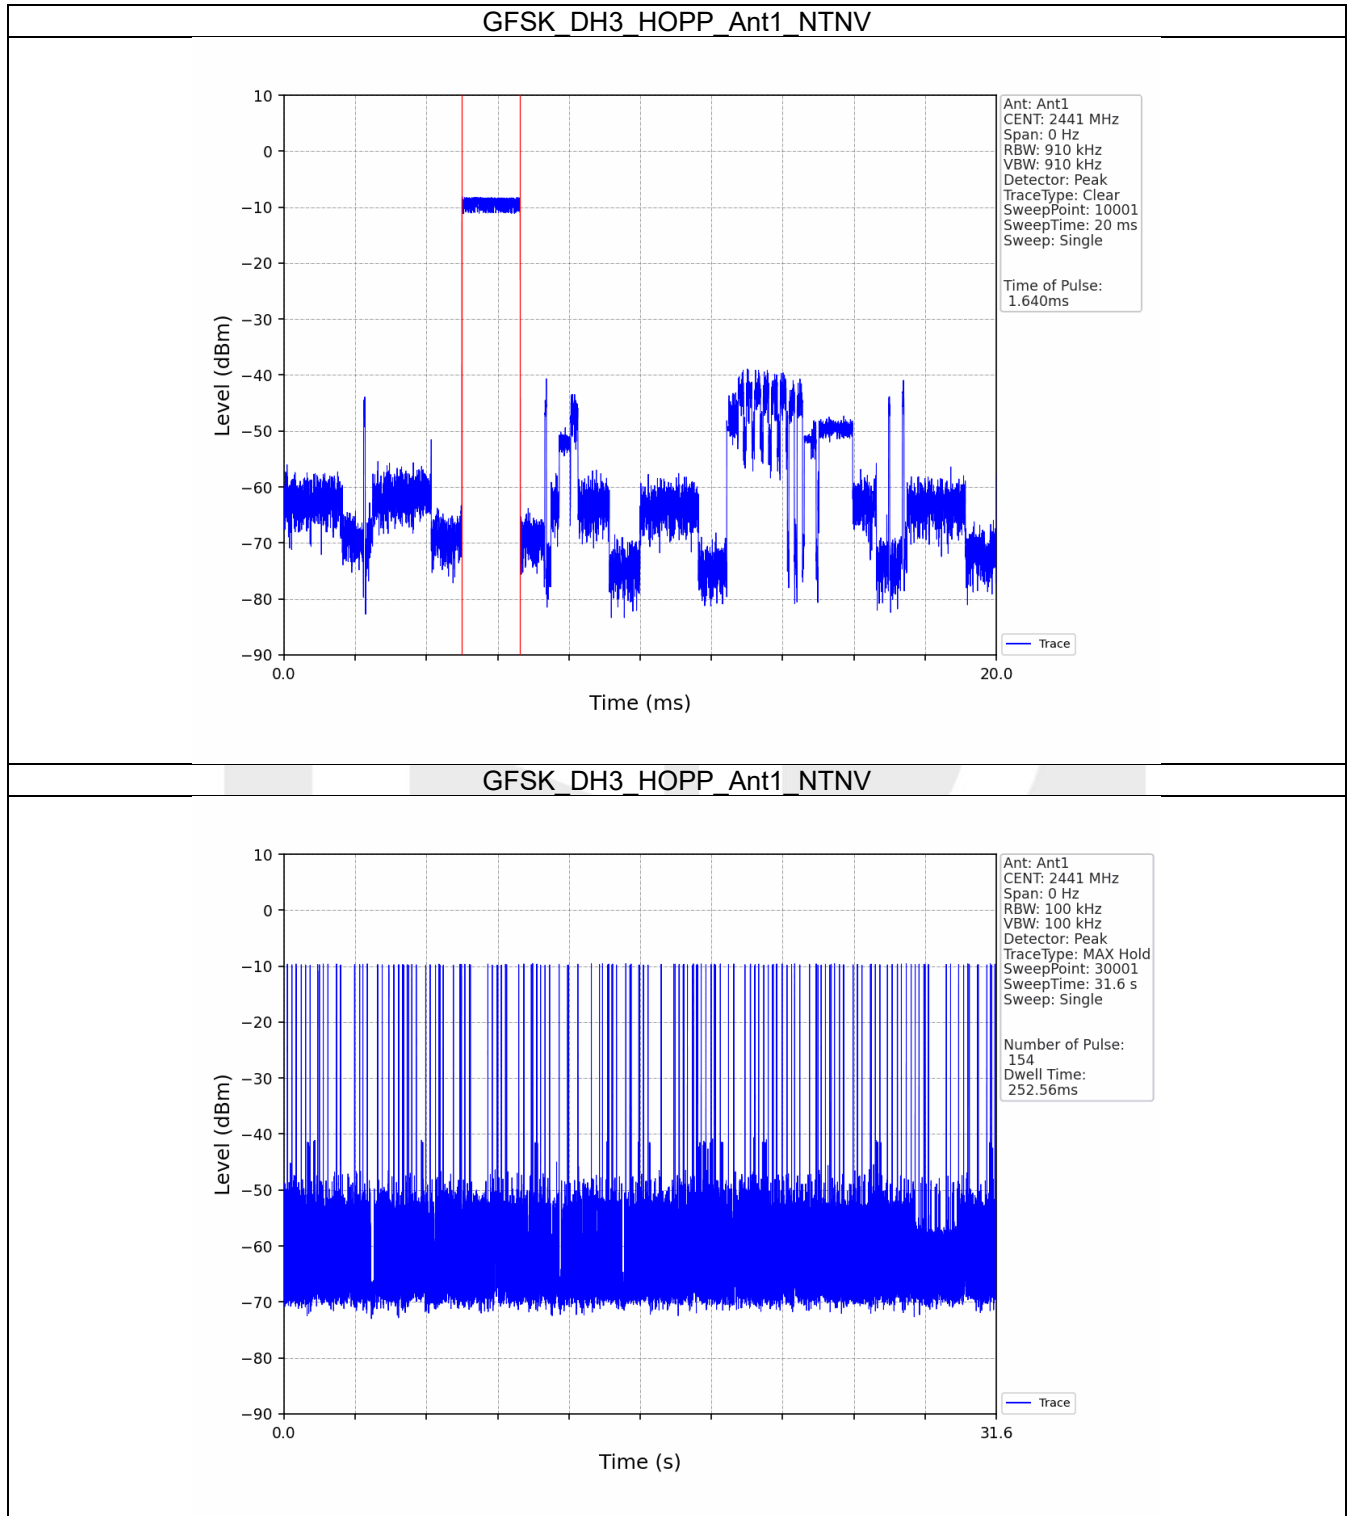 GFSK_DH3_HOPP_Ant1_NTNV
10
0
−10
−20
−30
−40
−50
−60
−70
−80
−90
Level (dBm)
0.0
20.0
Time (ms)
Ant: Ant1
CENT: 2441 MHz
Span: 0 Hz
RBW: 910 kHz
VBW: 910 kHz
Detector: Peak
TraceType: Clear
SweepPoint: 10001
SweepTime: 20 ms
Sweep: Single
Time of Pulse:
1.640ms
Trace
GFSK_DH3_HOPP_Ant1_NTNV
10
0
−10
−20
−30
−40
−50
−60
−70
−80
−90
Level (dBm)
0.0
31.6
Time (s)
Ant: Ant1
CENT: 2441 MHz
Span: 0 Hz
RBW: 100 kHz
VBW: 100 kHz
Detector: Peak
TraceType: MAX Hold
SweepPoint: 30001
SweepTime: 31.6 s
Sweep: Single
Number of Pulse:
154
Dwell Time:
252.56ms
Trace